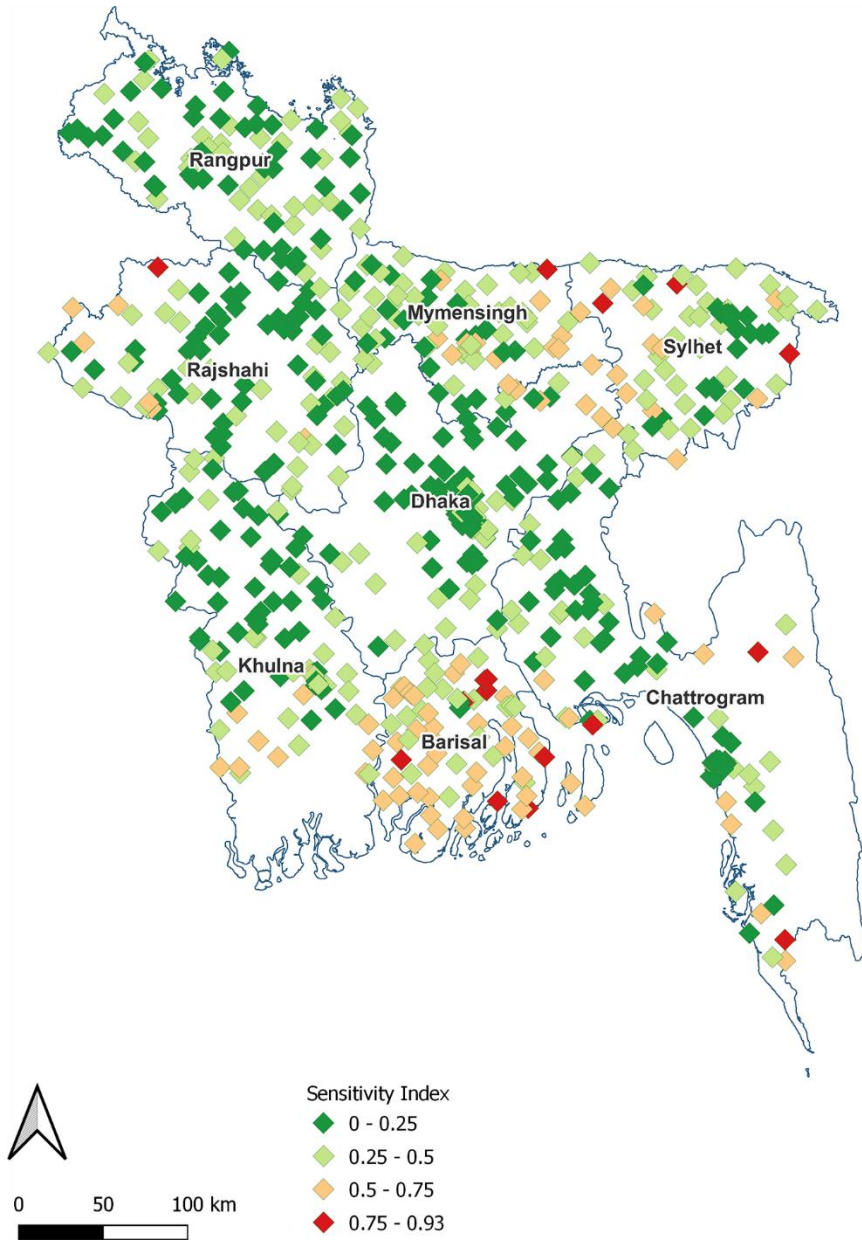 Rangpur
Mymensingh
Sylhet
Rajshahi
Dhaka
Khulna
Chattrogram
Barisal
Sensitivity Index
0 - 0.25
0.25 - 0.5
0.5 - 0.75
0.75 - 0.93
0 50 100 km